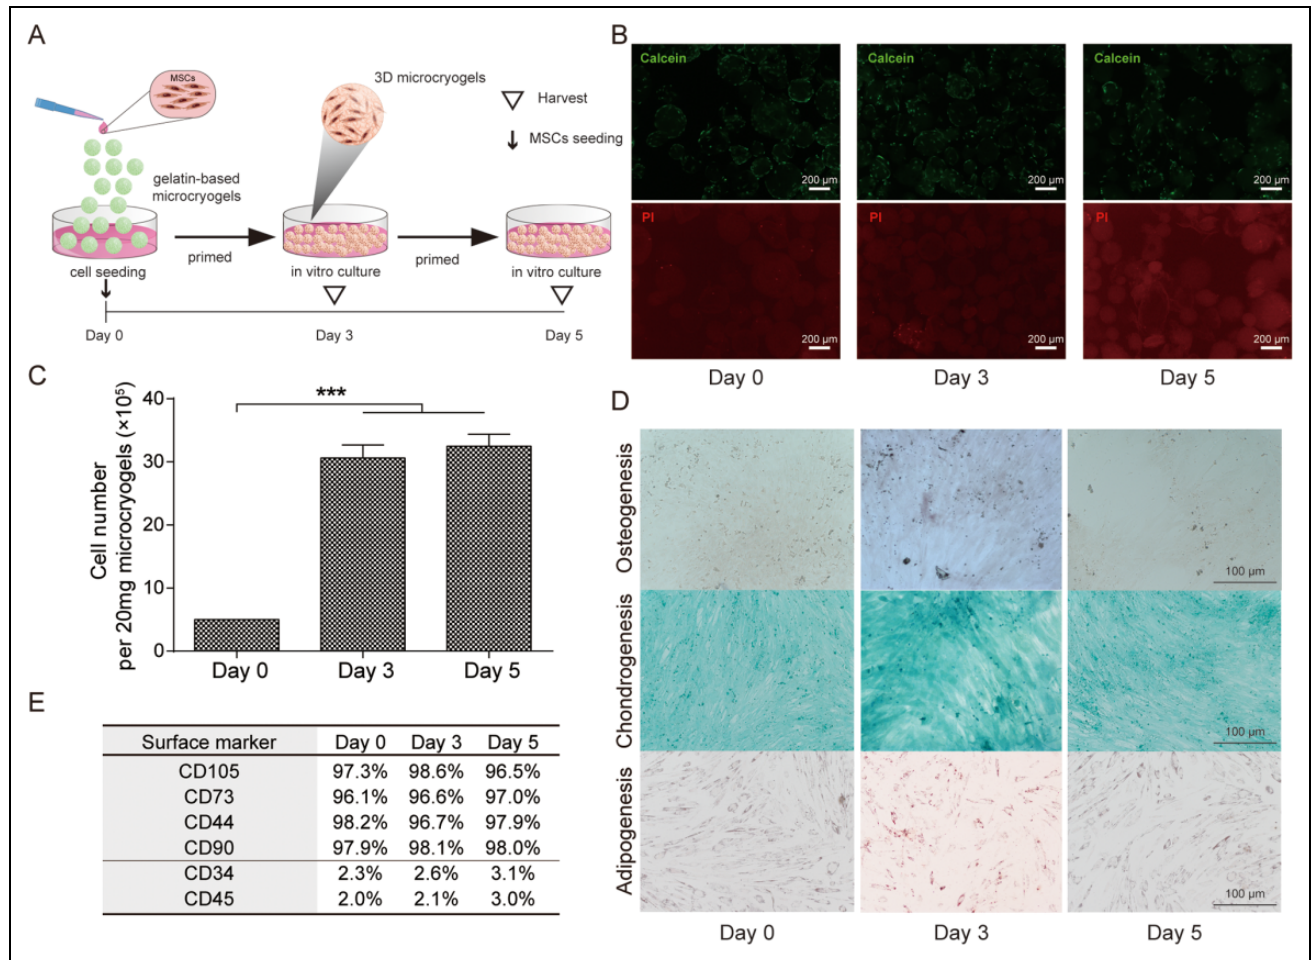 A
MSCs
gelatin-based
microcryogels
3D microcryogels
Harvest
MSCs seeding
primed
primed
cell seeding
in vitro culture
in vitro culture
Day 0
Day 3
Day 5
B
Calcein
Calcein
Calcein
200 μm
200 μm
200 μm
PI
PI
PI
200 μm
200 μm
200 μm
Day 0
Day 3
Day 5
C
Cell number
per 20mg microcryogels (×10⁵)
40
30
20
10
0
***
Day 0
Day 3
Day 5
D
Osteogenesis
100 μm
Chondrogenesis
100 μm
Adipogenesis
100 μm
Day 0
Day 3
Day 5
E
Surface marker Day 0 Day 3 Day 5
CD105 97.3% 98.6% 96.5%
CD73 96.1% 96.6% 97.0%
CD44 98.2% 96.7% 97.9%
CD90 97.9% 98.1% 98.0%
CD34 2.3% 2.6% 3.1%
CD45 2.0% 2.1% 3.0%